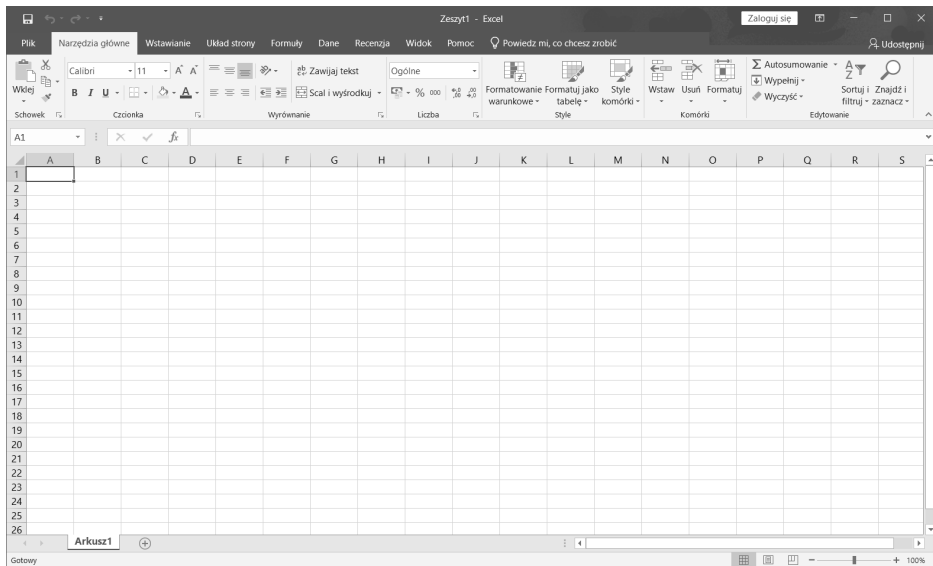 Zeszyt1 - Excel
Zaloguj się
Plik Narzędzia główne Wstawianie Układ strony Formuły Dane Recenzja Widok Pomoc Powiedz mi, co chcesz zrobić Udostępnij
Wklej
Schowek
Calibri 11 A A
B I U A
Czcionka
Zawijaj tekst
Scal i wyśrodkuj
Wyrównanie
Ogólne
% 000
Liczba
Formatowanie warunkowe
Formatuj jako tabelę
Style komórki
Style
Wstaw Usuń Formatuj
Komórki
Σ Autosumowanie
Wypełnij
Wyczyść
Sortuj i filtruj
Znajdź i zaznacz
Edytowanie
A1 fx
A B C D E F G H I J K L M N O P Q R S
1
2
3
4
5
6
7
8
9
10
11
12
13
14
15
16
17
18
19
20
21
22
23
24
25
26
Arkusz1
Gotowy 100%